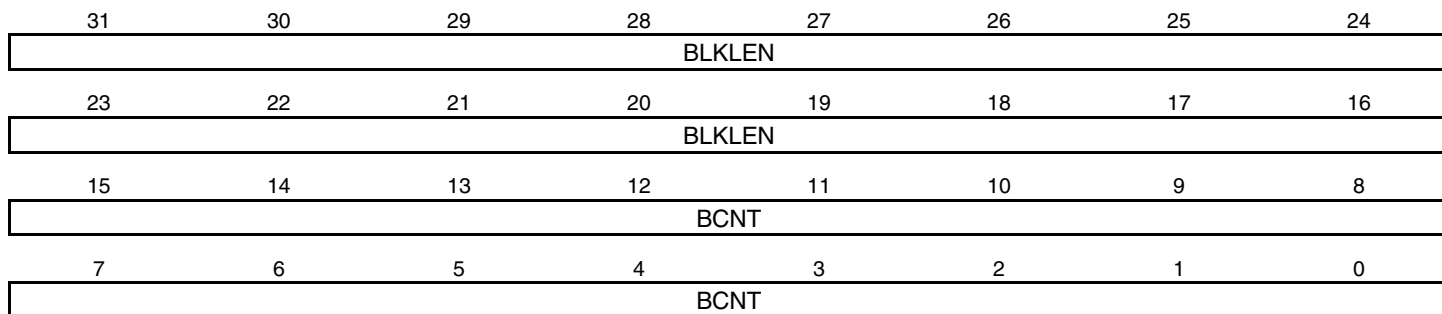 31 30 29 28 27 26 25 24
BLKLEN
23 22 21 20 19 18 17 16
BLKLEN
15 14 13 12 11 10 9 8
BCNT
7 6 5 4 3 2 1 0
BCNT